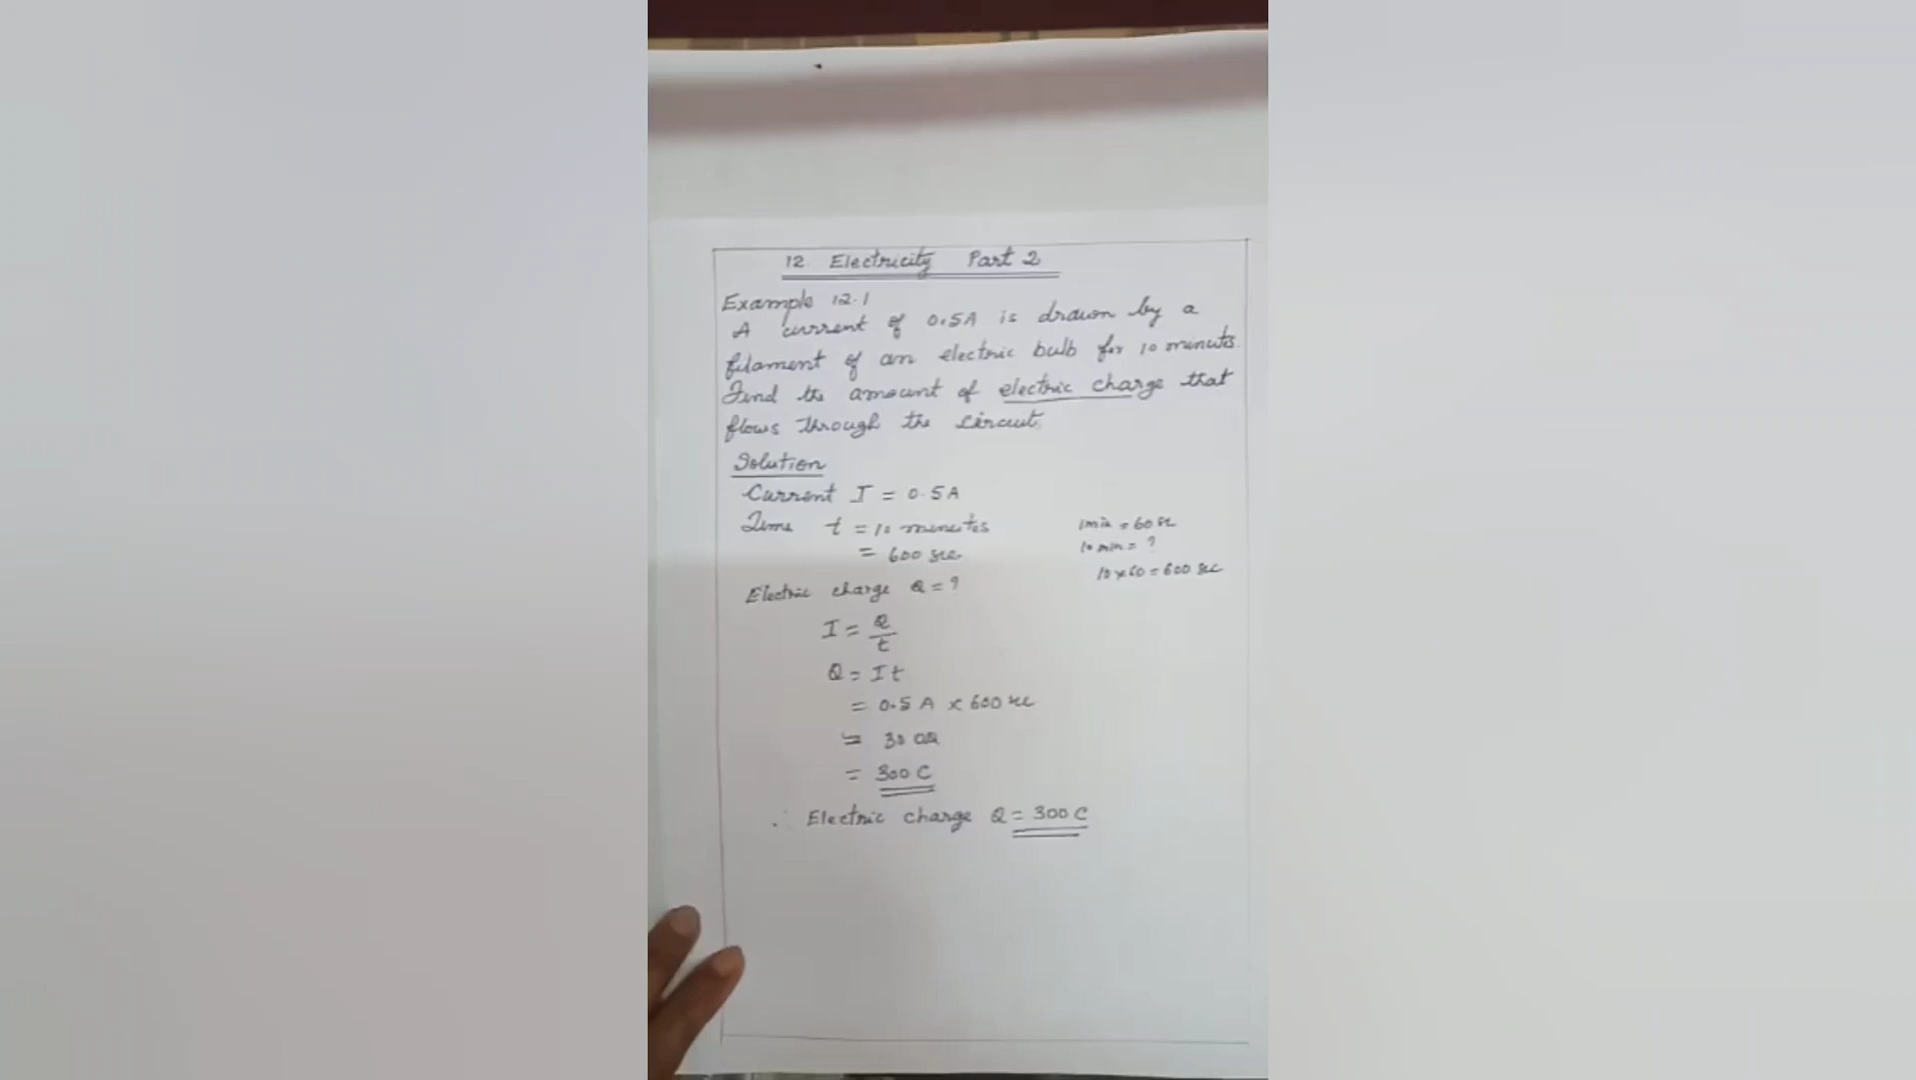 12 Electricity Part 2
Example 12.1
A current of 0.5A is drawn by a
filament of an electric bulb for 10 minutes.
Find the amount of electric charge that
flows through the circuit.
Solution
Current I = 0.5A
Time t = 10 minutes
= 600 sec
1min = 60 sec
10 min = ?
10 x 60 = 600 sec
Electric charge Q = ?
I = Q/t
Q = It
= 0.5 A x 600 sec
= 300
= 300 C
∴ Electric charge Q = 300 C